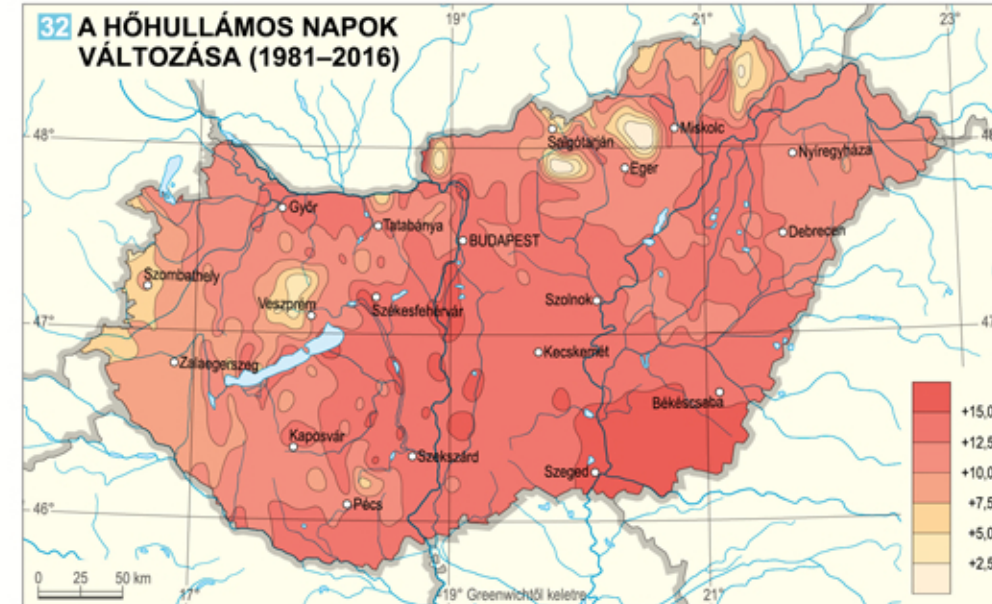 32 A HŐHULLÁMOS NAPOK
VÁLTOZÁSA (1981–2016)
19°
21°
23°
48°
48
Salgótarján
Miskolc
Nyíregyháza
Eger
Győr
Tatabánya
BUDAPEST
Debrecen
Szombathely
Veszprém
Székesfehérvár
Szolnok
47°
47
Kecskemét
Zalaegerszeg
Békéscsaba
Kaposvár
Szekszárd
Szeged
Pécs
46°
+15,0
+12,5
+10,0
+7,5
+5,0
+2,5
0 25 50 km
17°
19° Greenwichtől keletre
21°